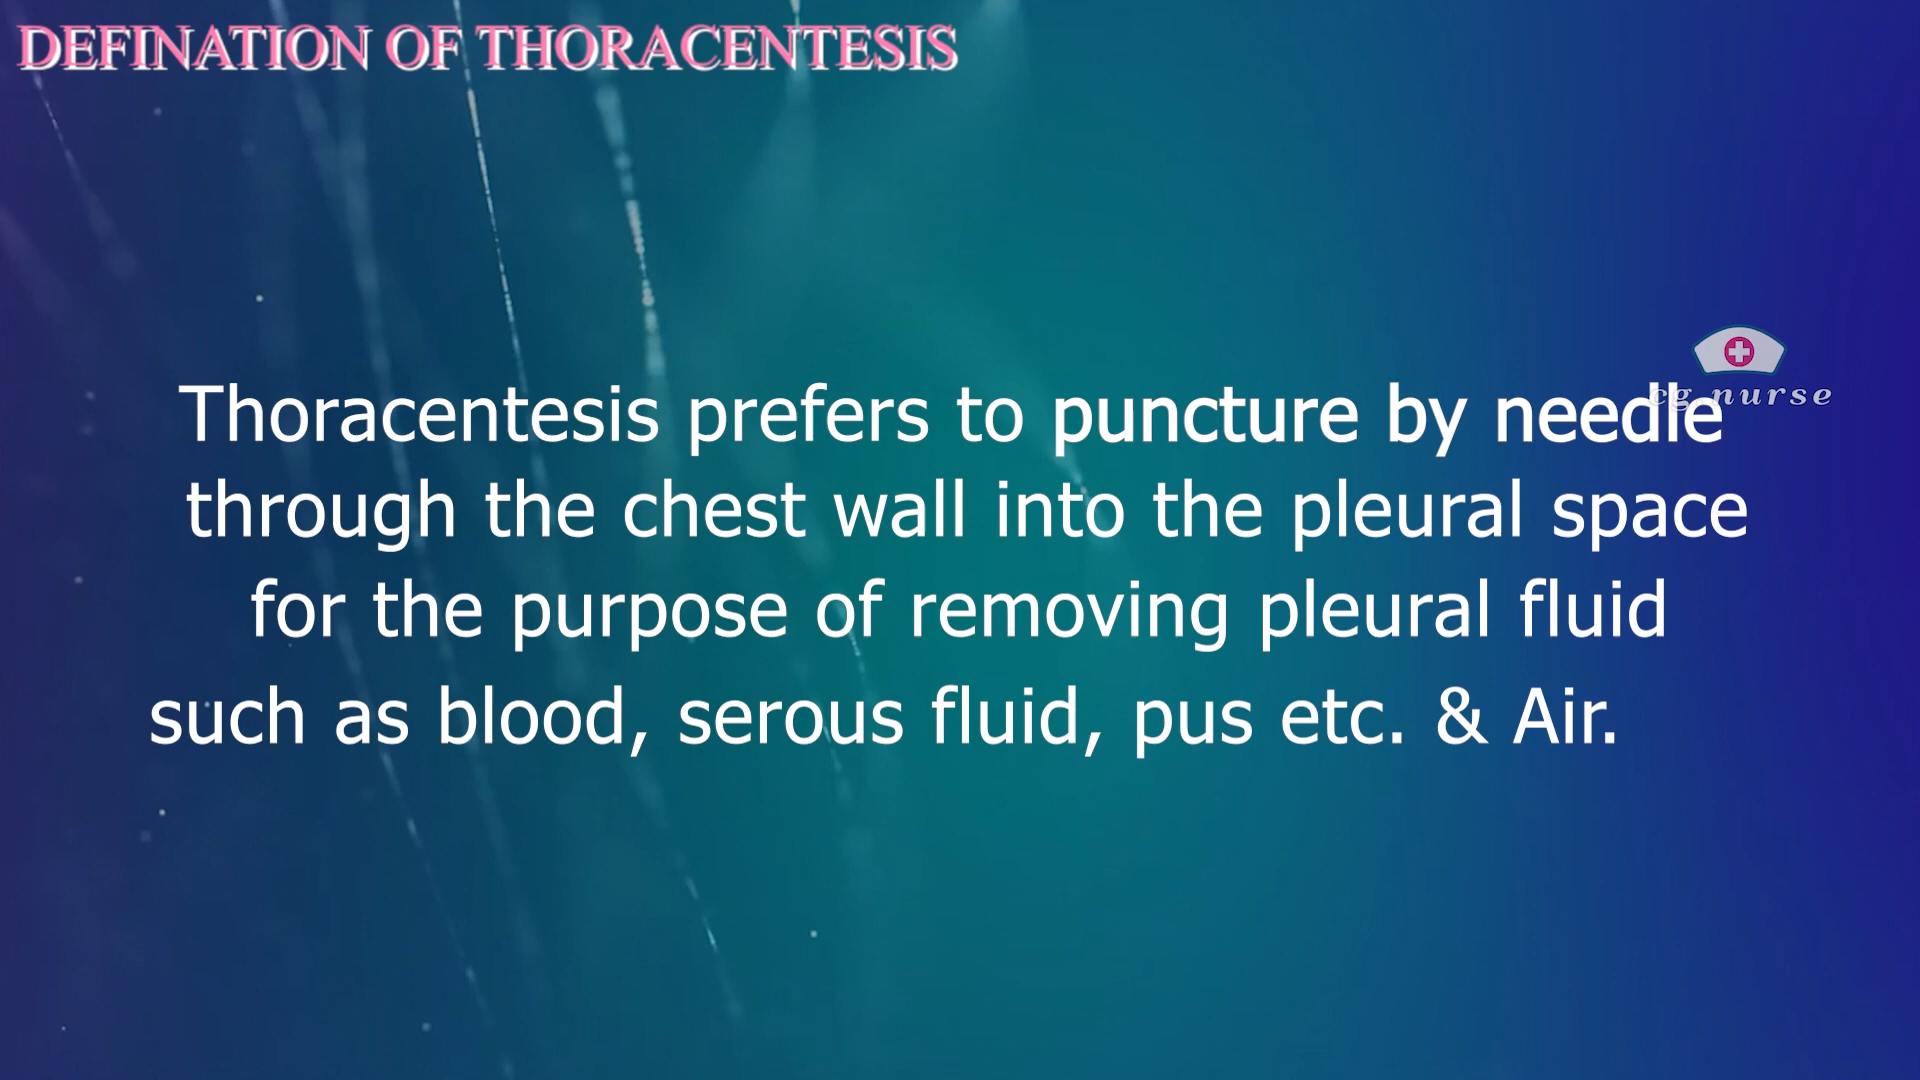 DEFINATION OF THORACENTESIS
cg nurse
Thoracentesis prefers to puncture by needle
through the chest wall into the pleural space
for the purpose of removing pleural fluid
such as blood, serous fluid, pus etc. & Air.